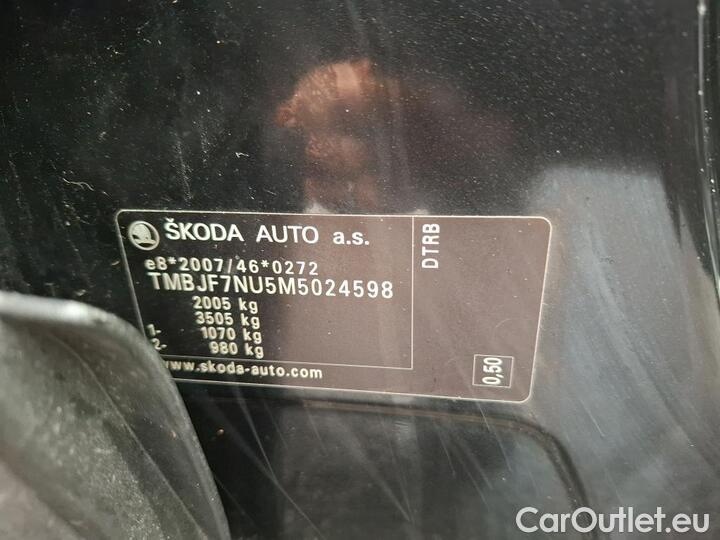 ŠKODA AUTO a.s.
e8*2007/46*0272
TMBJF7NU5M5024598
2005 kg
3505 kg
1- 1070 kg
2- 980 kg
www.skoda-auto.com
DTRB
0,50
CarOutlet.eu